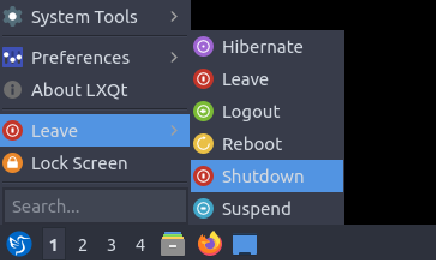 System Tools
Preferences
About LXQt
Leave
Lock Screen
Search...
Hibernate
Leave
Logout
Reboot
Shutdown
Suspend
1 2 3 4